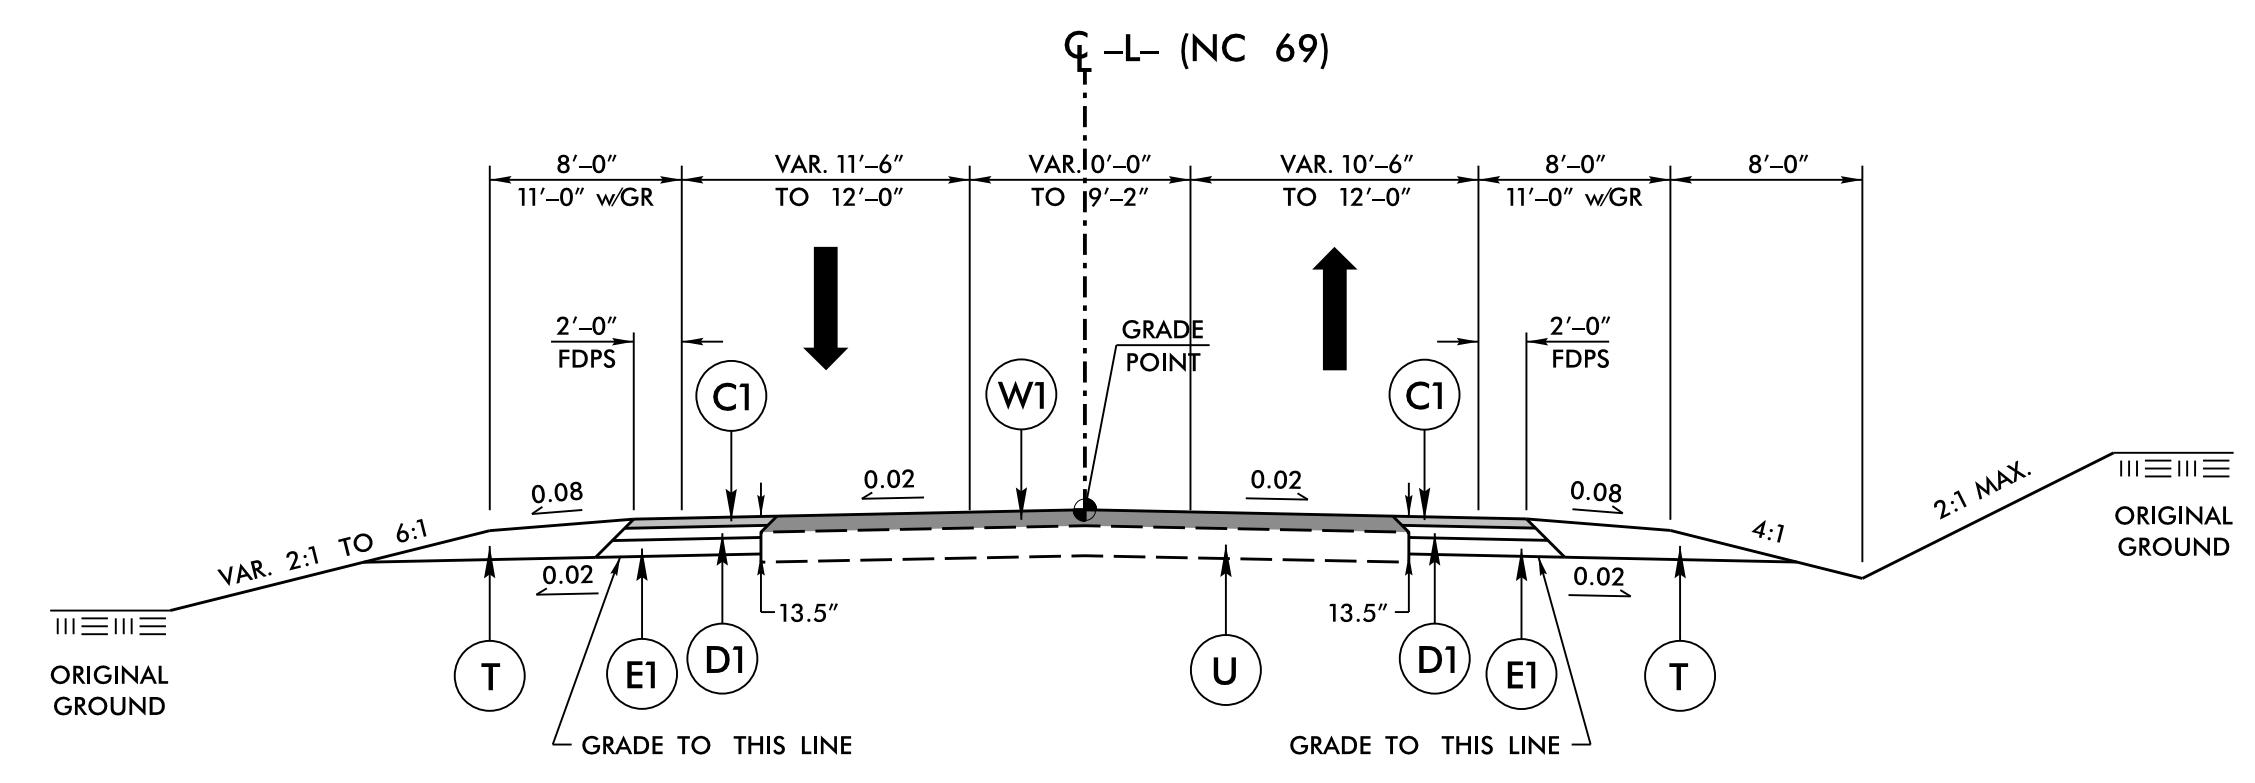 ℄ –L– (NC 69)
8′–0″ VAR. 11′–6″ VAR. 0′–0″ VAR. 10′–6″ 8′–0″ 8′–0″
11′–0″ w/GR TO 12′–0″ TO 9′–2″ TO 12′–0″ 11′–0″ w/GR
2′–0″ GRADE 2′–0″
FDPS POINT FDPS
C1 W1 C1
0.08 0.02 0.02 0.08
VAR. 2:1 TO 6:1 4:1 2:1 MAX.
ORIGINAL
GROUND
0.02 0.02
13.5″ 13.5″
T E1 D1 U D1 E1 T
ORIGINAL
GROUND
GRADE TO THIS LINE GRADE TO THIS LINE